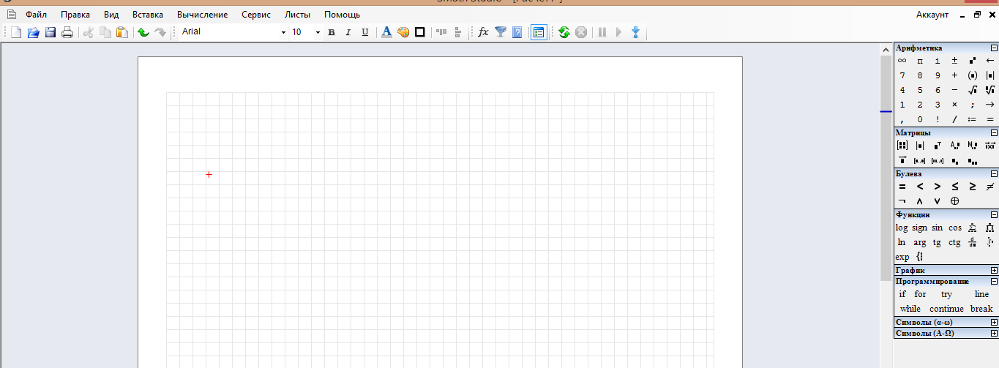 Файл Правка Вид Вставка Вычисление Сервис Листы Помощь Аккаунт
Arial 10 B I U A fx
Арифметика
∞ π i ±
7 8 9 +
4 5 6 −
1 2 3 × ; →
, 0 ! / := =
Матрицы
Булева
= < > ≤ ≥ ≠
¬ ∧ ∨ ⊕
Функции
log sign sin cos
ln arg tg ctg
exp
График
Программирование
if for try line
while continue break
Символы (α-ω)
Символы (Α-Ω)